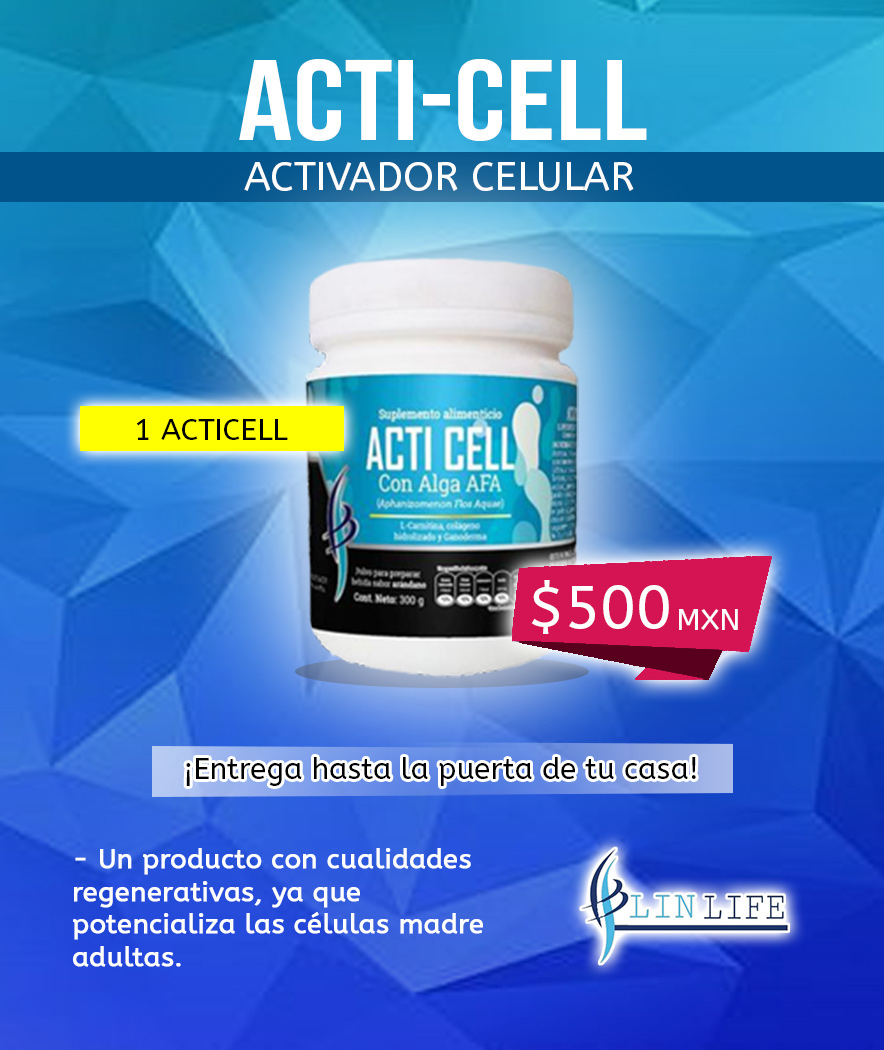 ACTI-CELL
ACTIVADOR CELULAR
1 ACTICELL
Suplemento alimenticio
ACTI CELL
Con Alga AFA
(Aphanizomenon Flos Aquae)
L-Carnitina, colageno
hidrolizado y Ganoderma
Polvo para preparar
bebida sabor arándano
Cont. Neto: 300 g
$500 MXN
¡Entrega hasta la puerta de tu casa!
- Un producto con cualidades
regenerativas, ya que
potencializa las células madre
adultas.
LIN LIFE